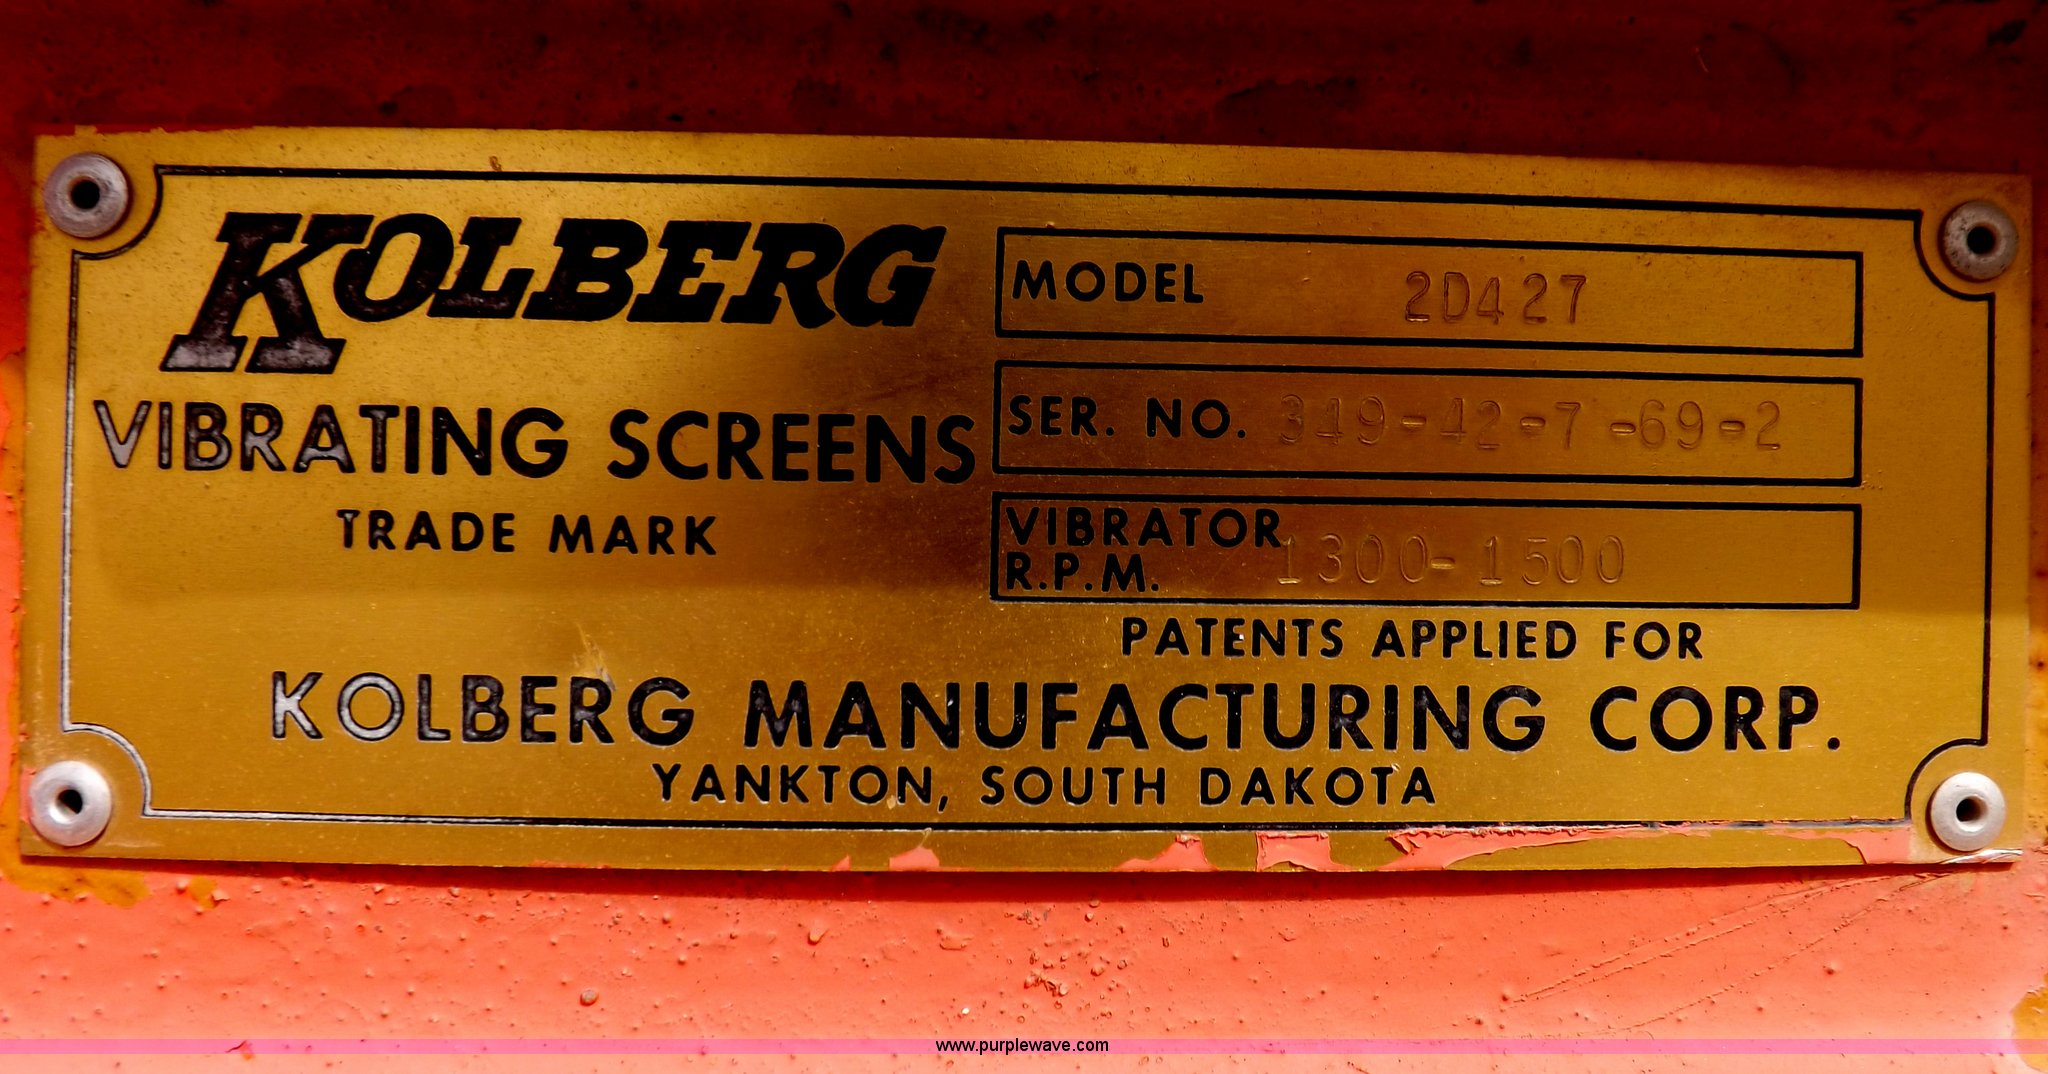 KOLBERG
VIBRATING SCREENS
TRADE MARK
MODEL 2D427
SER. NO. 349-42-7-69-2
VIBRATOR R.P.M. 1300-1500
PATENTS APPLIED FOR
KOLBERG MANUFACTURING CORP.
YANKTON, SOUTH DAKOTA
www.purplewave.com